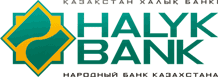 ҚАЗАҚСТАН ХАЛЫҚ БАНКІ
HALYK
BANK
НАРОДНЫЙ БАНК КАЗАХСТАНА